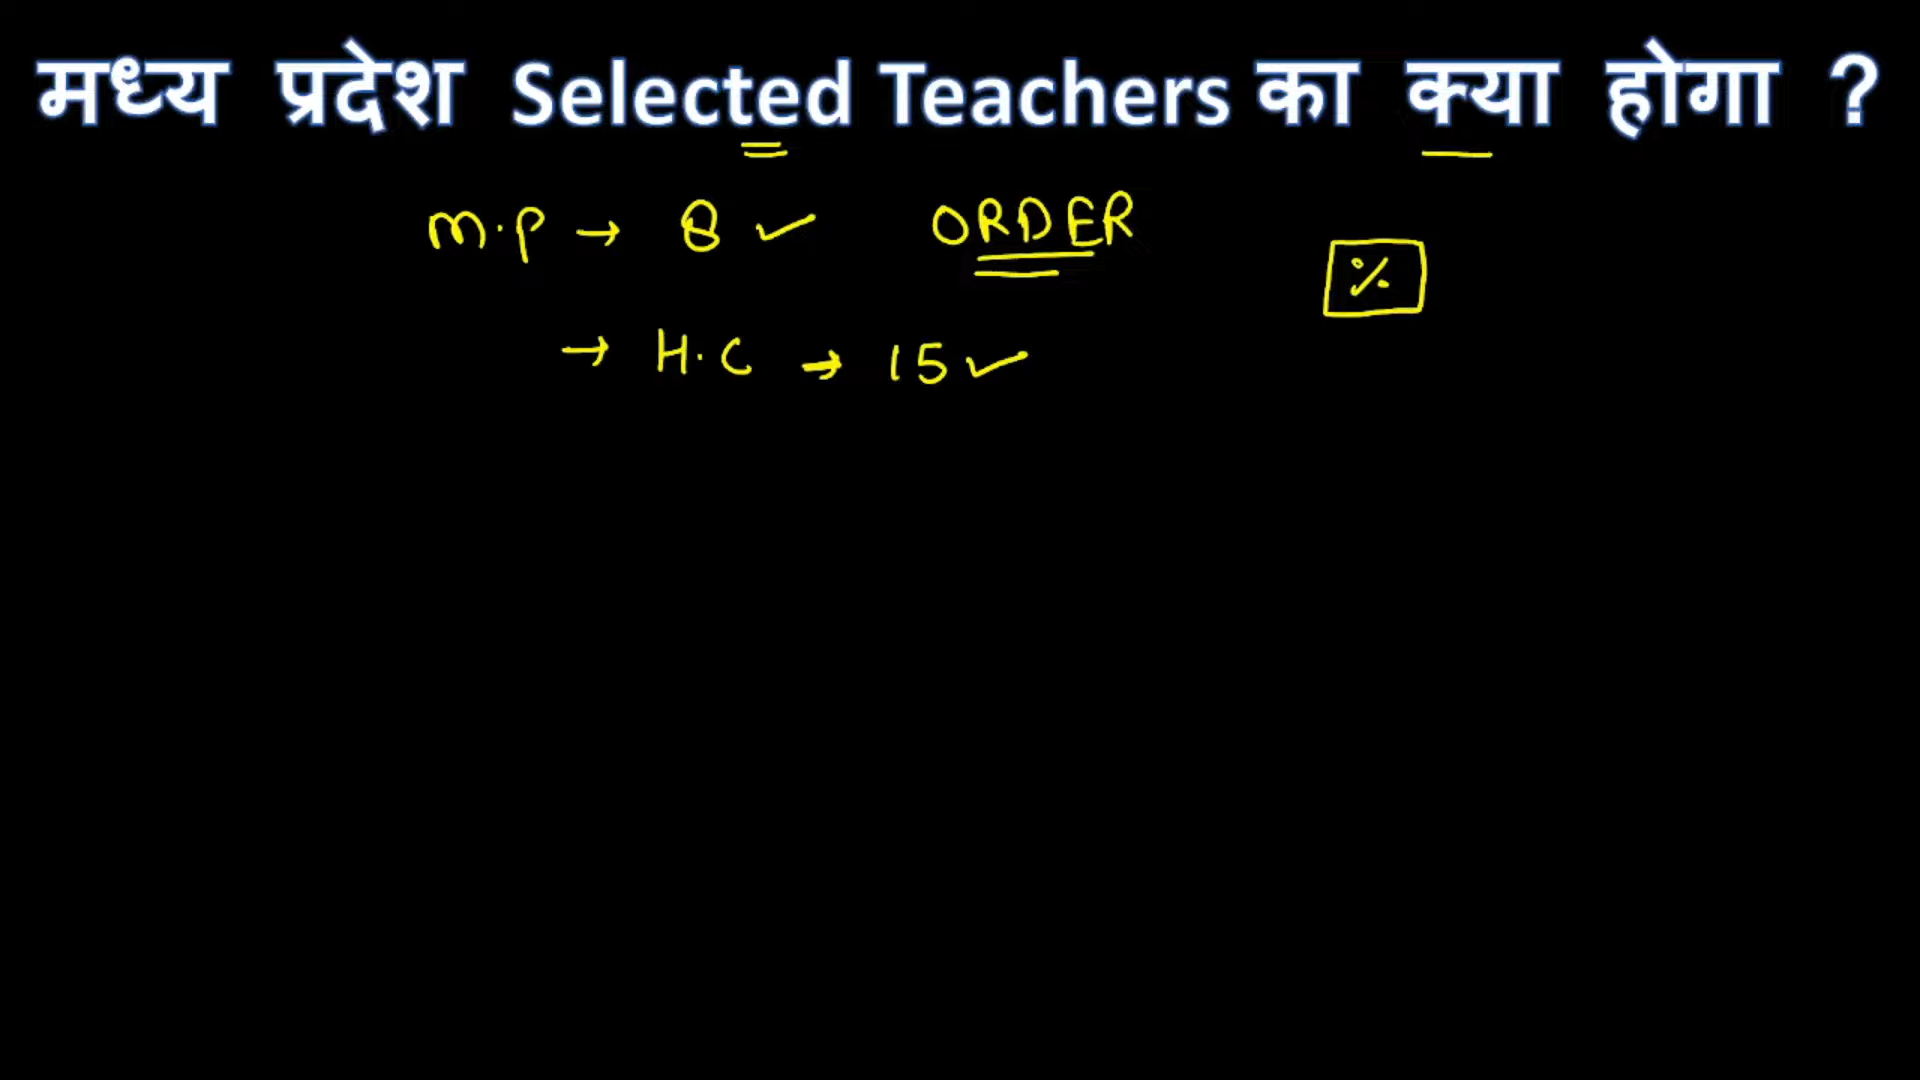 मध्य प्रदेश Selected Teachers का क्या होगा ?
M.P → 8 ✓ ORDER
%
→ H.C → 15 ✓